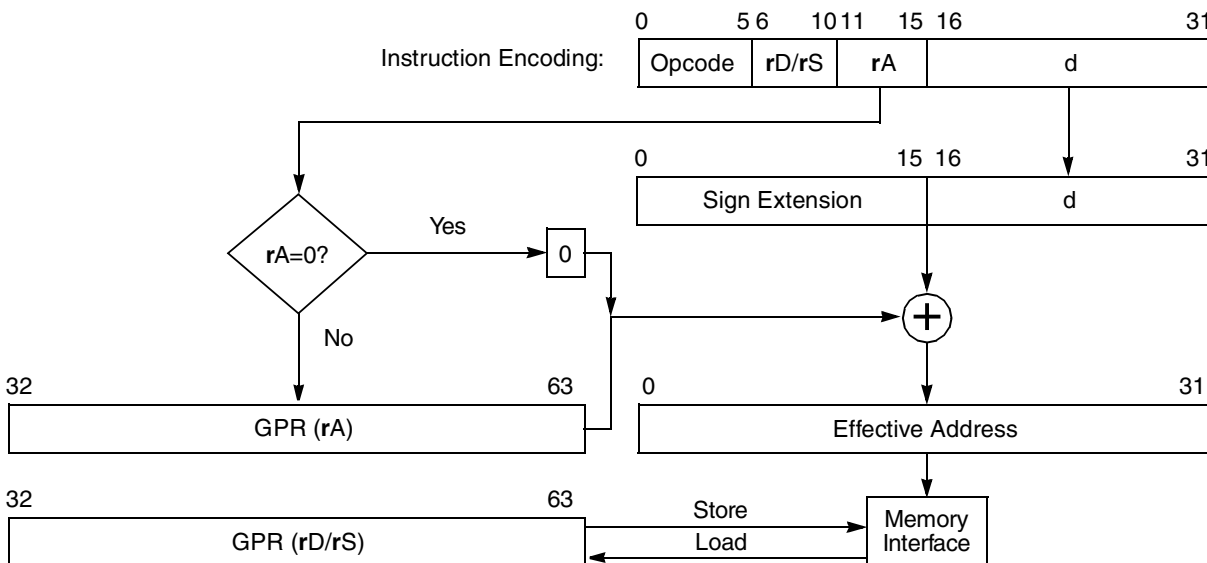 0 5 6 10 11 15 16 31
Instruction Encoding: Opcode rD/rS rA d
0 15 16 31
Sign Extension d
Yes
rA=0? 0
+
No
32 63 0 31
GPR (rA) Effective Address
32 63
Store
GPR (rD/rS) Memory Interface
Load